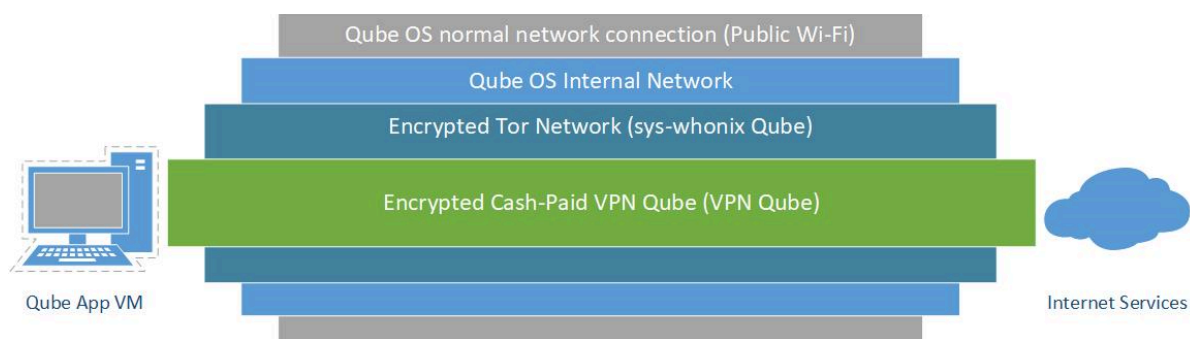 Qube OS normal network connection (Public Wi-Fi)
Qube OS Internal Network
Encrypted Tor Network (sys-whonix Qube)
Encrypted Cash-Paid VPN Qube (VPN Qube)
Qube App VM
Internet Services